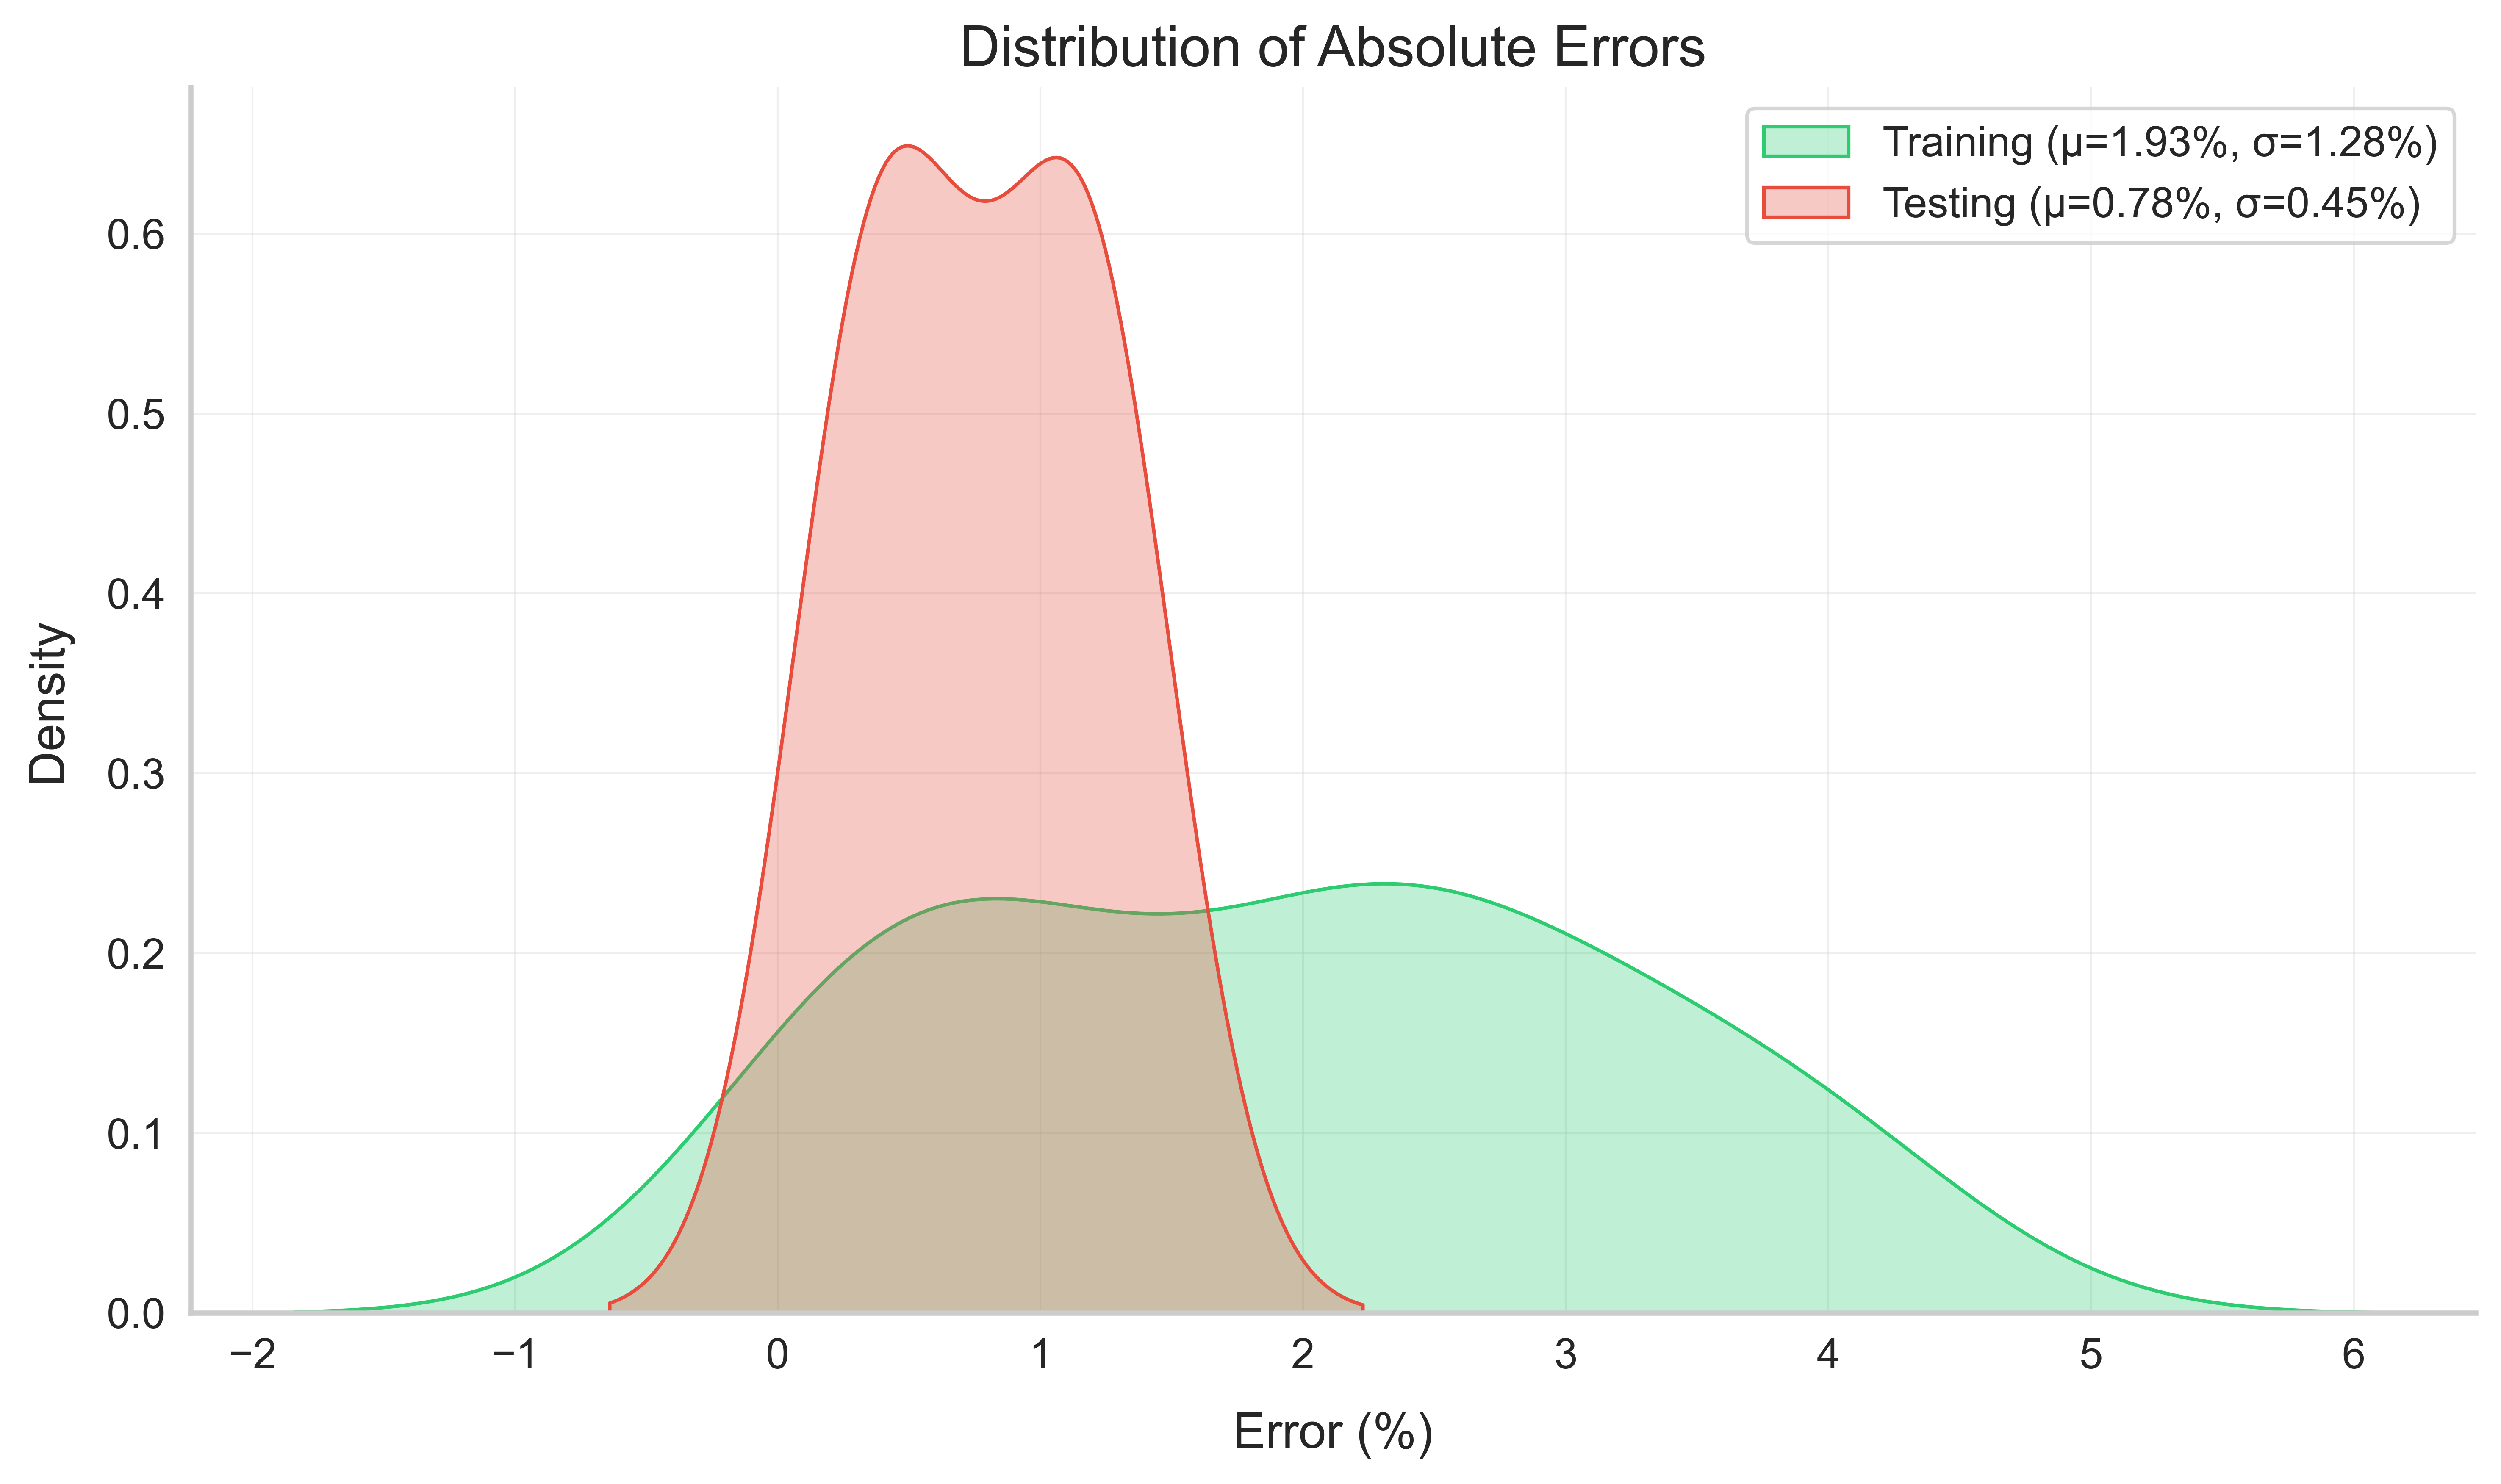 Distribution of Absolute Errors
Training (μ=1.93%, σ=1.28%)
Testing (μ=0.78%, σ=0.45%)
0.6
0.5
0.4
0.3
0.2
0.1
0.0
Density
−2 −1 0 1 2 3 4 5 6
Error (%)